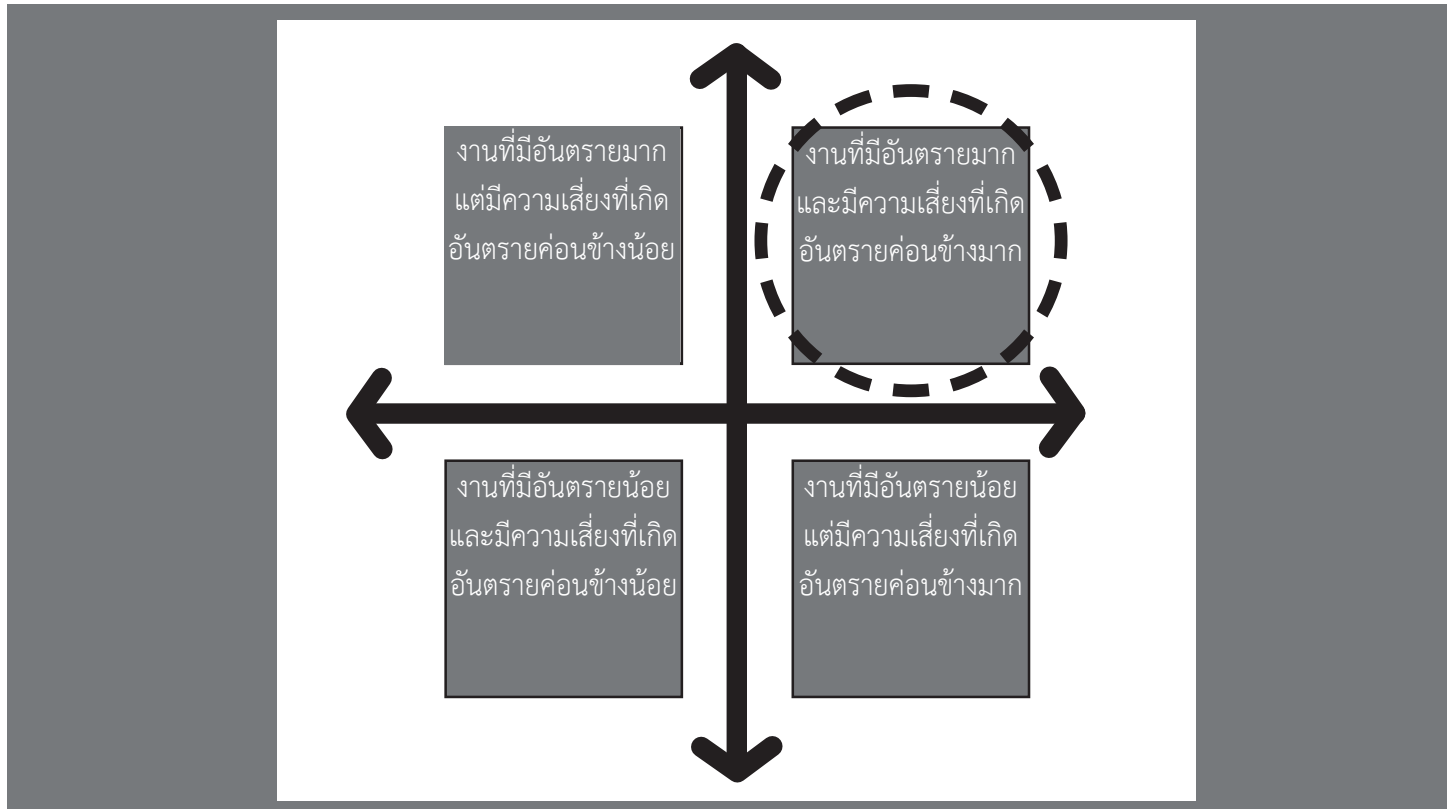 งานที่มีอันตรายมาก
แต่มีความเสี่ยงที่เกิด
อันตรายค่อนข้างน้อย
งานที่มีอันตรายมาก
และมีความเสี่ยงที่เกิด
อันตรายค่อนข้างมาก
งานที่มีอันตรายน้อย
และมีความเสี่ยงที่เกิด
อันตรายค่อนข้างน้อย
งานที่มีอันตรายน้อย
แต่มีความเสี่ยงที่เกิด
อันตรายค่อนข้างมาก